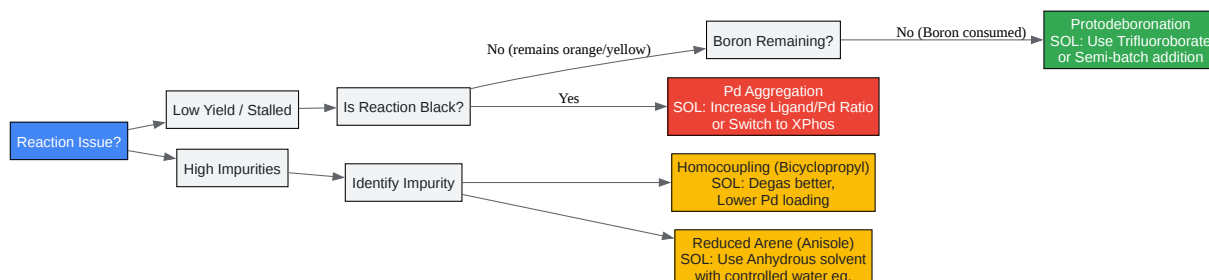 Reaction Issue?
Low Yield / Stalled
High Impurities
Is Reaction Black?
Identify Impurity
No (remains orange/yellow)
Yes
Boron Remaining?
No (Boron consumed)
Protodeboronation
SOL: Use Trifluoroborate
or Semi-batch addition
Pd Aggregation
SOL: Increase Ligand/Pd Ratio
or Switch to XPhos
Homocoupling (Bicyclopropyl)
SOL: Degas better,
Lower Pd loading
Reduced Arene (Anisole)
SOL: Use Anhydrous solvent
with controlled water eq.